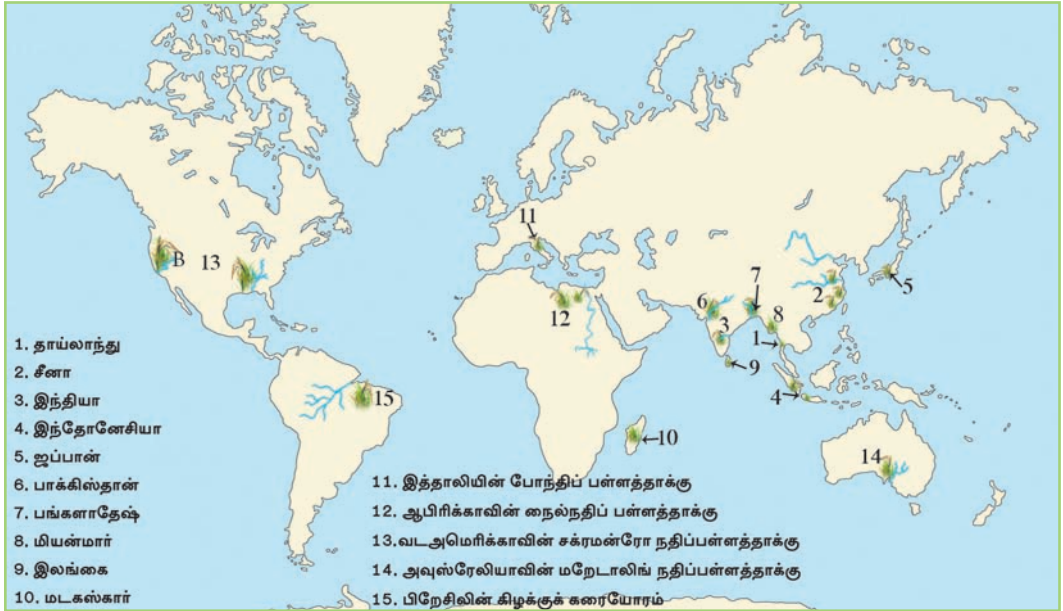 11
B
13
7
6
2
5
12
3
8
1
9
4
15
10
14
1. தாய்லாந்து
2. சீனா
3. இந்தியா
4. இந்தோனேசியா
5. ஜப்பான்
6. பாக்கிஸ்தான்
7. பங்களாதேஷ்
8. மியன்மார்
9. இலங்கை
10. மடகஸ்கார்
11. இத்தாலியின் போந்திப் பள்ளத்தாக்கு
12. ஆபிரிக்காவின் நைல்நதிப் பள்ளத்தாக்கு
13.வடஅமெரிக்காவின் சக்ரமன்ரோ நதிப்பள்ளத்தாக்கு
14. அவுஸ்ரேலியாவின் மறேடாலிங் நதிப்பள்ளத்தாக்கு
15. பிறேசிலின் கிழக்குக் கரையோரம்